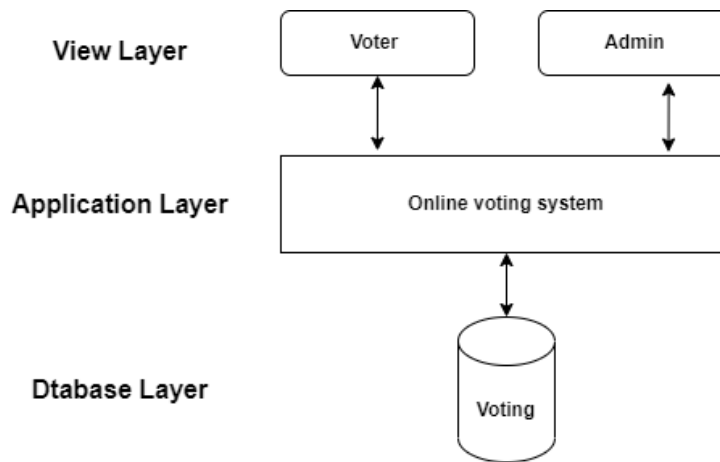 View Layer
Voter
Admin
Application Layer
Online voting system
Dtabase Layer
Voting